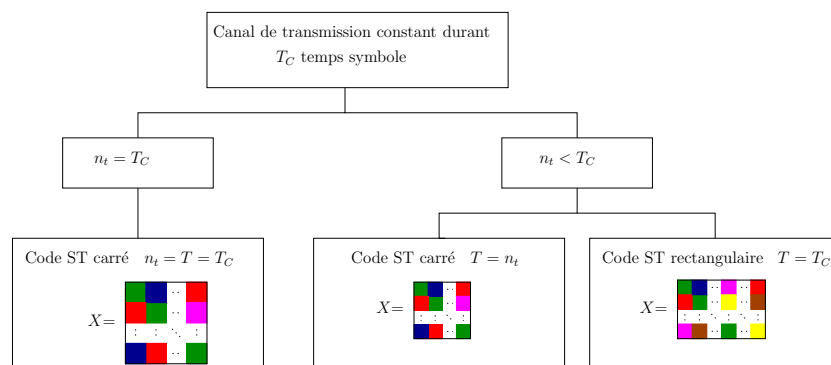 Canal de transmission constant durant
T_C temps symbole
n_t = T_C
n_t < T_C
Code ST carré n_t = T = T_C
X=
Code ST carré T = n_t
X=
Code ST rectangulaire T = T_C
X=